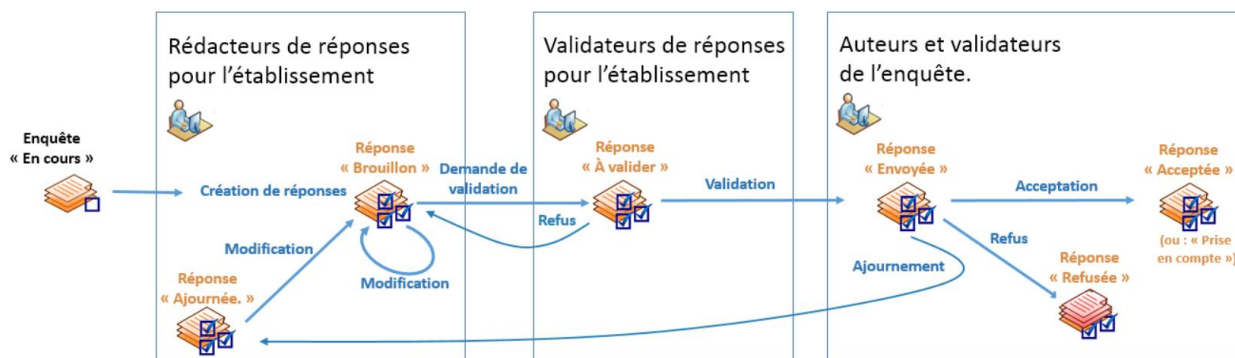 Rédacteurs de réponses
pour l’établissement
Validateurs de réponses
pour l’établissement
Auteurs et validateurs
de l’enquête.
Enquête
« En cours »
Création de réponses
Réponse
« Brouillon »
Demande de
validation
Réponse
« À valider »
Validation
Réponse
« Envoyée »
Acceptation
Réponse
« Acceptée »
(ou : « Prise
en compte »)
Refus
Modification
Modification
Réponse
« Ajournée. »
Ajournement
Refus
Réponse
« Refusée »